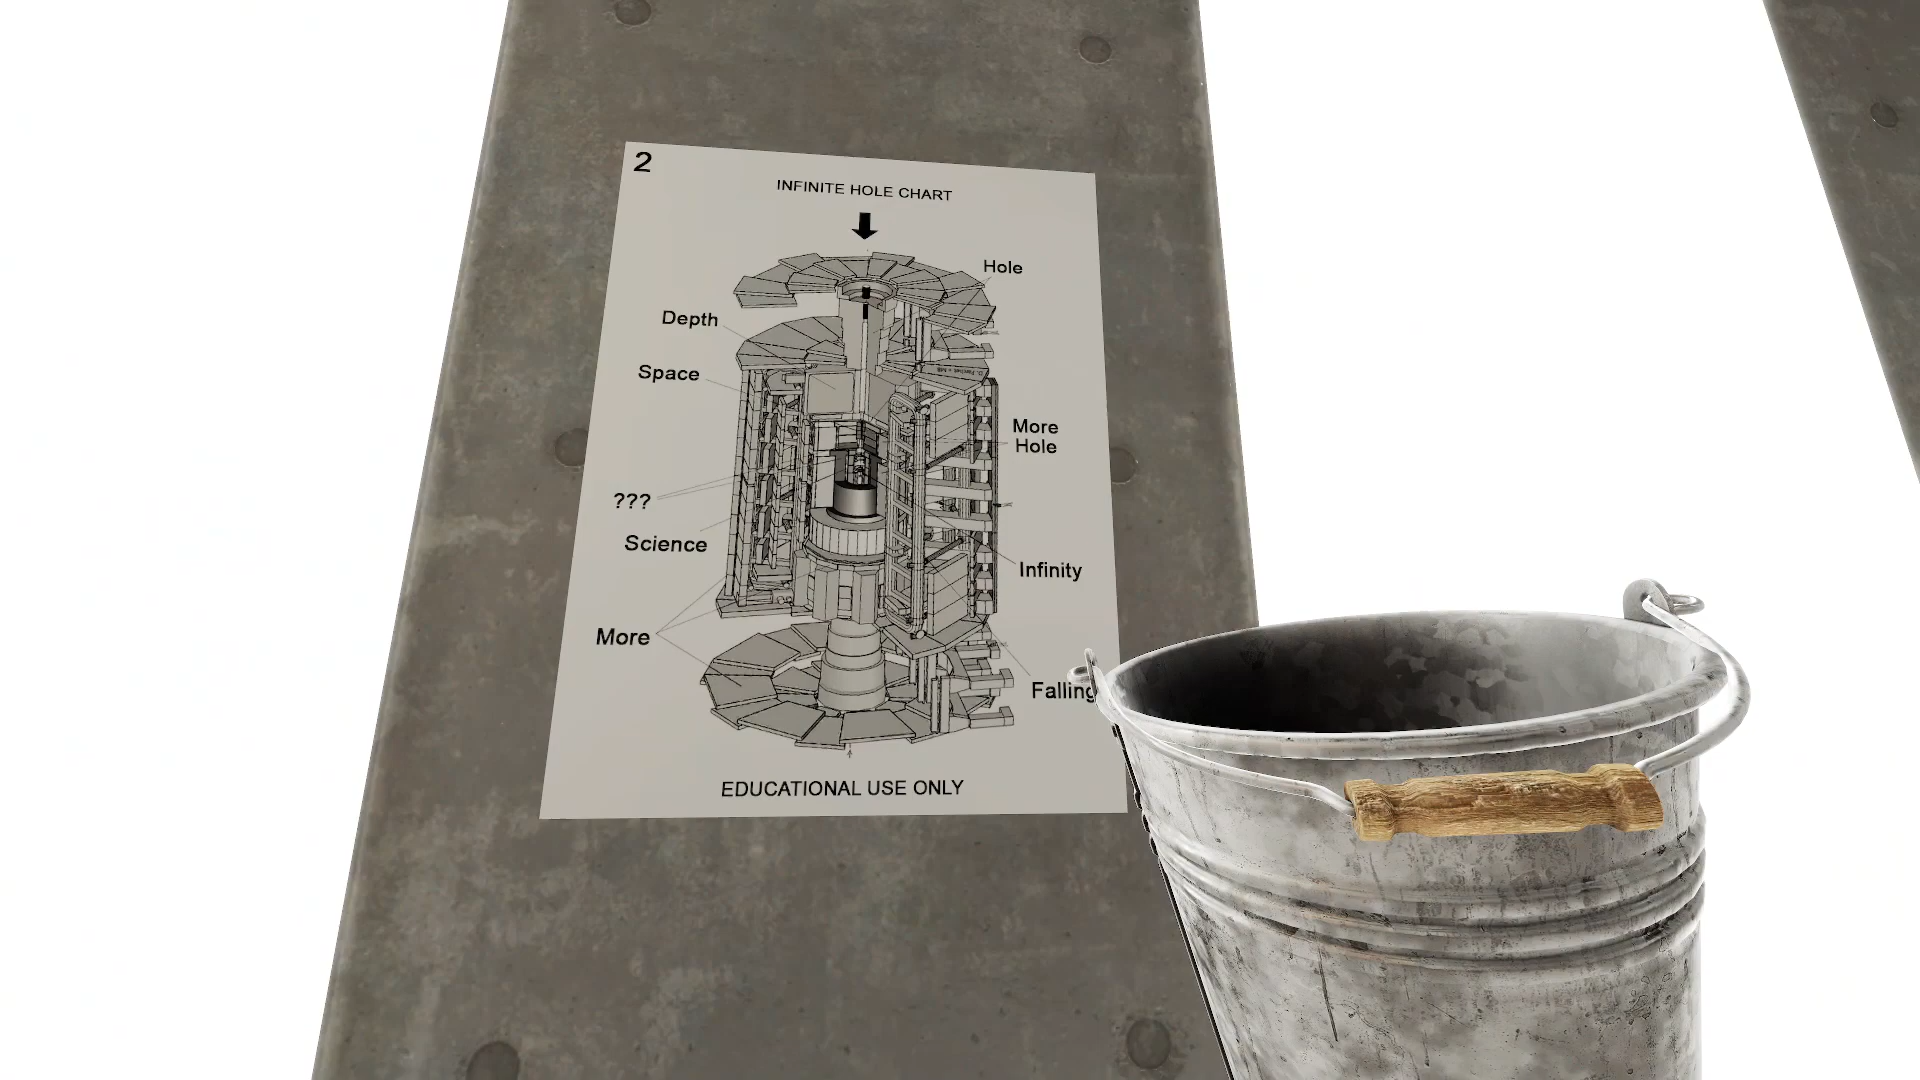 2
INFINITE HOLE CHART
Hole
Depth
Space
More
Hole
???
Science
Infinity
More
Falling
EDUCATIONAL USE ONLY